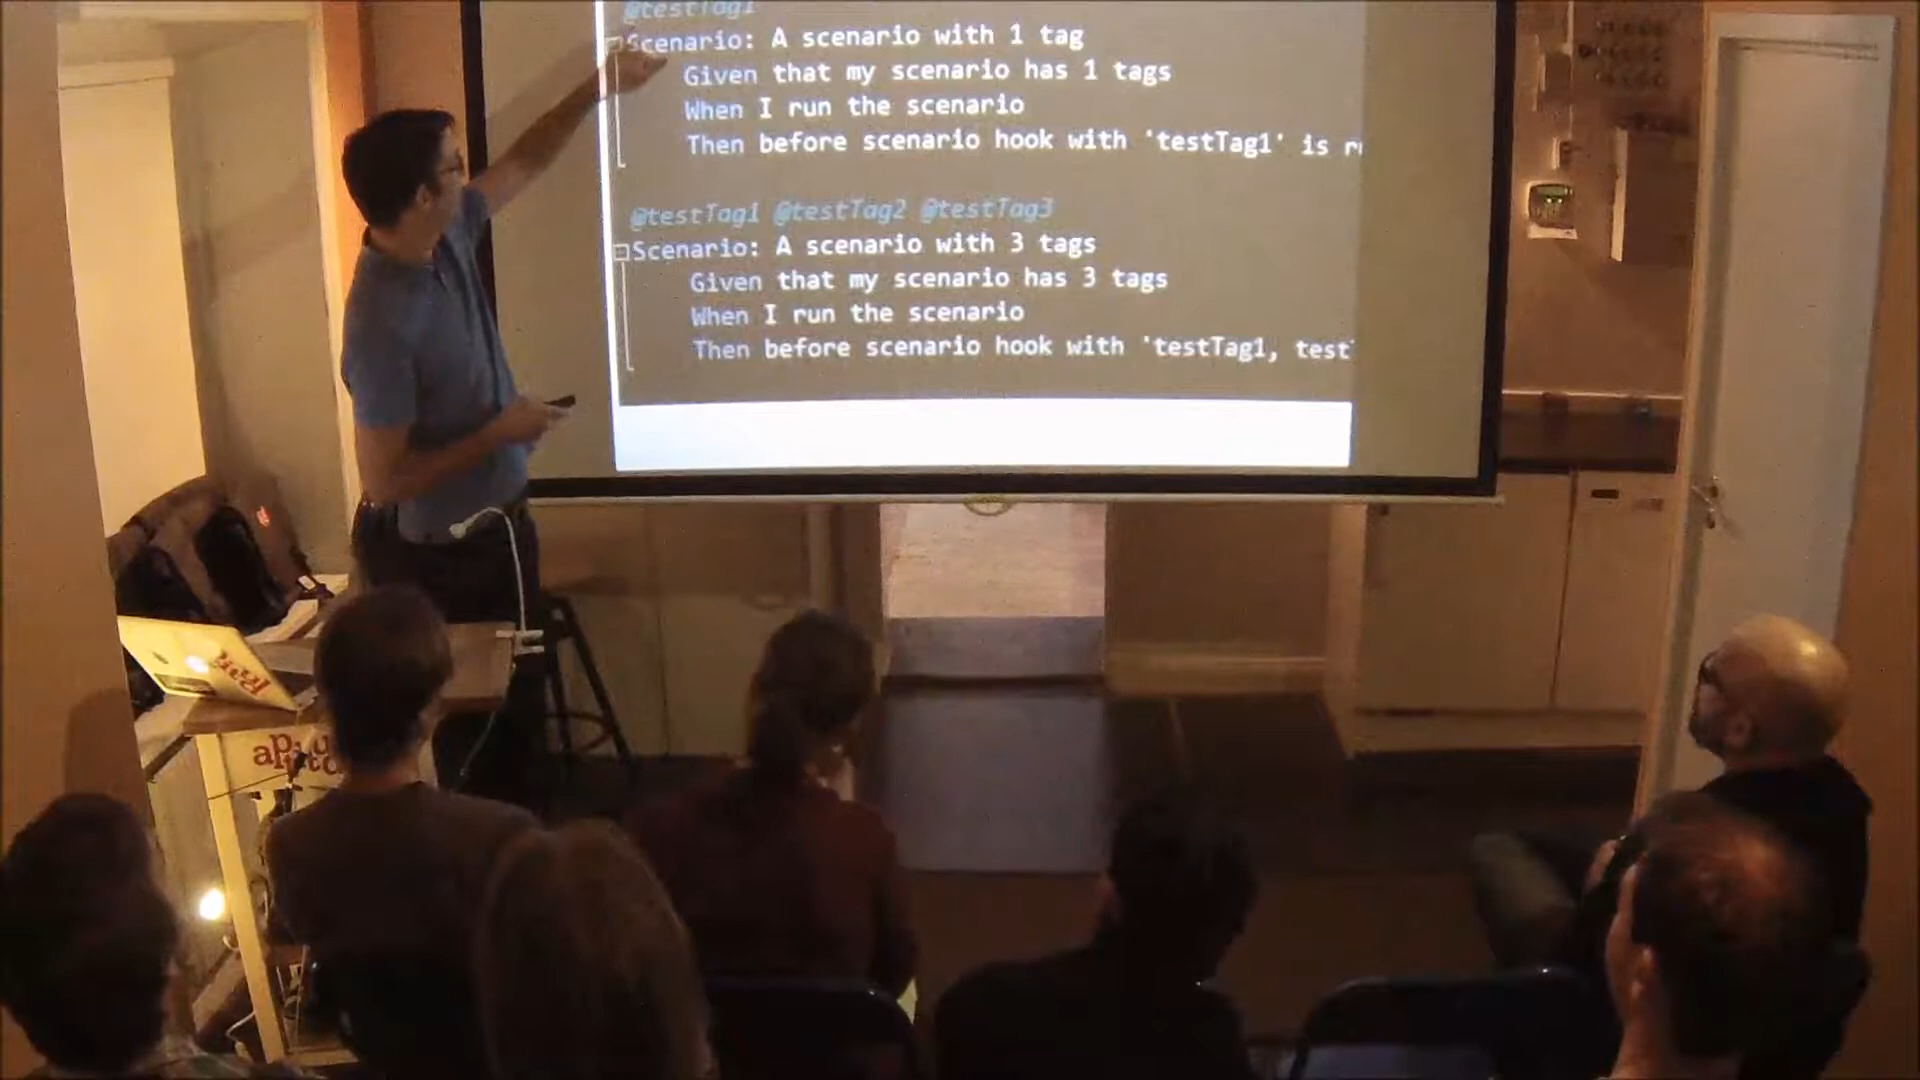 @testTag1
Scenario: A scenario with 1 tag
Given that my scenario has 1 tags
When I run the scenario
Then before scenario hook with 'testTag1' is
@testTag1 @testTag2 @testTag3
Scenario: A scenario with 3 tags
Given that my scenario has 3 tags
When I run the scenario
Then before scenario hook with 'testTag1, test